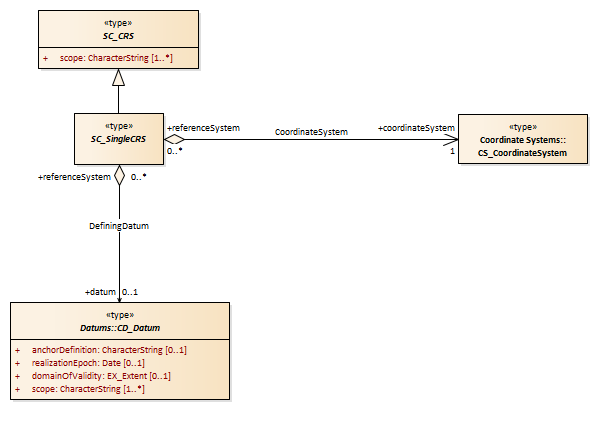 «type»
SC_CRS
+ scope: CharacterString [1..*]
«type»
SC_SingleCRS
+referenceSystem
0..*
CoordinateSystem
+coordinateSystem
1
«type»
Coordinate Systems::
CS_CoordinateSystem
+referenceSystem 0..*
DefiningDatum
+datum 0..1
«type»
Datums::CD_Datum
+ anchorDefinition: CharacterString [0..1]
+ realizationEpoch: Date [0..1]
+ domainOfValidity: EX_Extent [0..1]
+ scope: CharacterString [1..*]